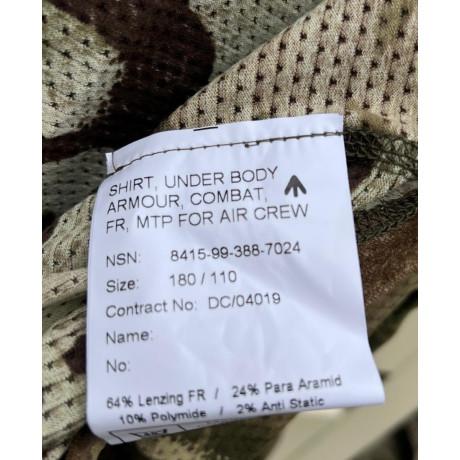 SHIRT, UNDER BODY
ARMOUR, COMBAT,
FR, MTP FOR AIR CREW
NSN: 8415-99-388-7024
Size: 180 / 110
Contract No: DC/04019
Name:
No:
64% Lenzing FR / 24% Para Aramid
10% Polymide / 2% Anti Static